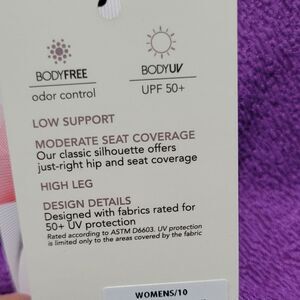 BODYFREE
odor control
BODYUV
UPF 50+
LOW SUPPORT
MODERATE SEAT COVERAGE
Our classic silhouette offers
just-right hip and seat coverage
HIGH LEG
DESIGN DETAILS
Designed with fabrics rated for
50+ UV protection
Rated according to ASTM D6603. UV protection
is limited only to the areas covered by the fabric
WOMENS/10